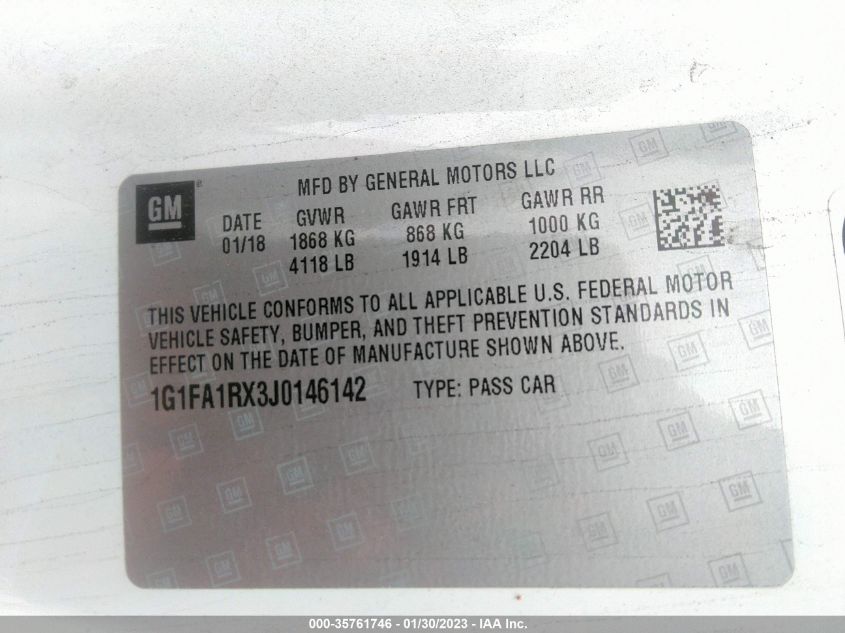 GM ® MFD BY GENERAL MOTORS LLC
DATE GVWR GAWR FRT GAWR RR
01/18 1868 KG 868 KG 1000 KG
4118 LB 1914 LB 2204 LB
THIS VEHICLE CONFORMS TO ALL APPLICABLE U.S. FEDERAL MOTOR
VEHICLE SAFETY, BUMPER, AND THEFT PREVENTION STANDARDS IN
EFFECT ON THE DATE OF MANUFACTURE SHOWN ABOVE.
1G1FA1RX3J0146142 TYPE: PASS CAR
000-35761746 / 01/30/2023 - IAA Inc.